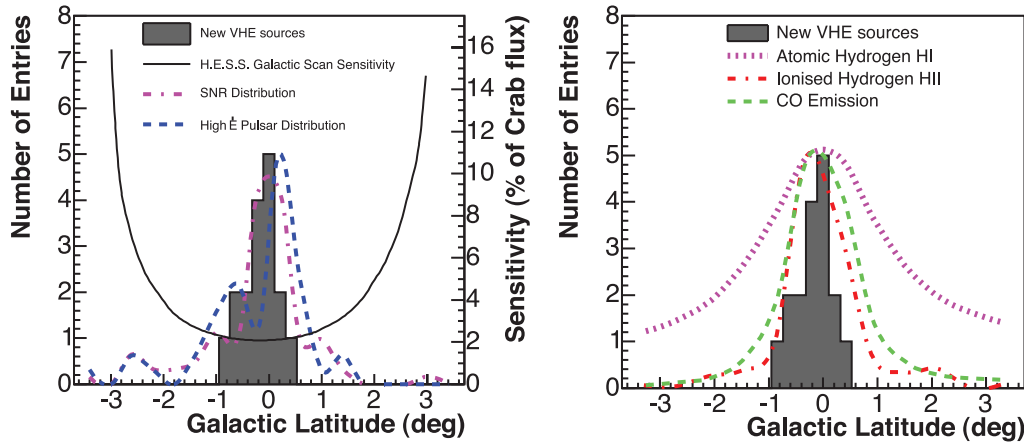 Number of Entries
8
7
6
5
4
3
2
1
0
New VHE sources
H.E.S.S. Galactic Scan Sensitivity
SNR Distribution
High Ė Pulsar Distribution
16
14
12
10
8
6
4
2
0
Sensitivity (% of Crab flux)
-3 -2 -1 0 1 2 3
Galactic Latitude (deg)
Number of Entries
8
7
6
5
4
3
2
1
0
New VHE sources
Atomic Hydrogen HI
Ionised Hydrogen HII
CO Emission
-3 -2 -1 0 1 2 3
Galactic Latitude (deg)